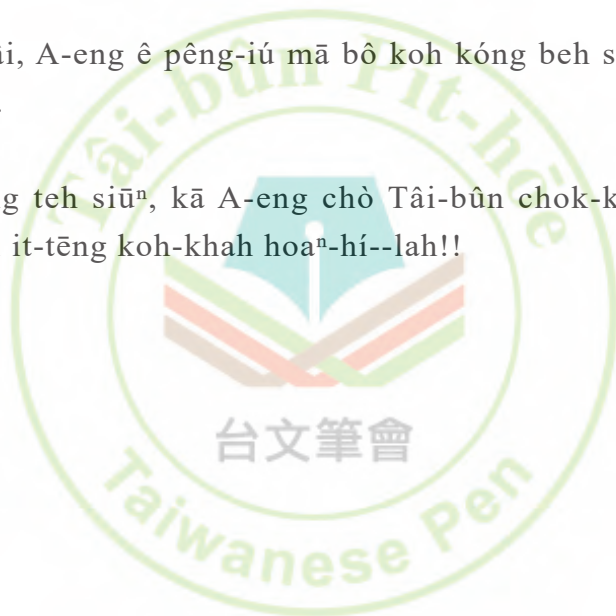 āi, A-eng ê pêng-iú mā bô koh kóng beh s
g teh siūⁿ, kā A-eng chò Tâi-bûn chok-k
it-tēng koh-khah hoaⁿ-hí--lah!!
Tâi-bûn Pit-hōe
台文筆會
Taiwanese Pen